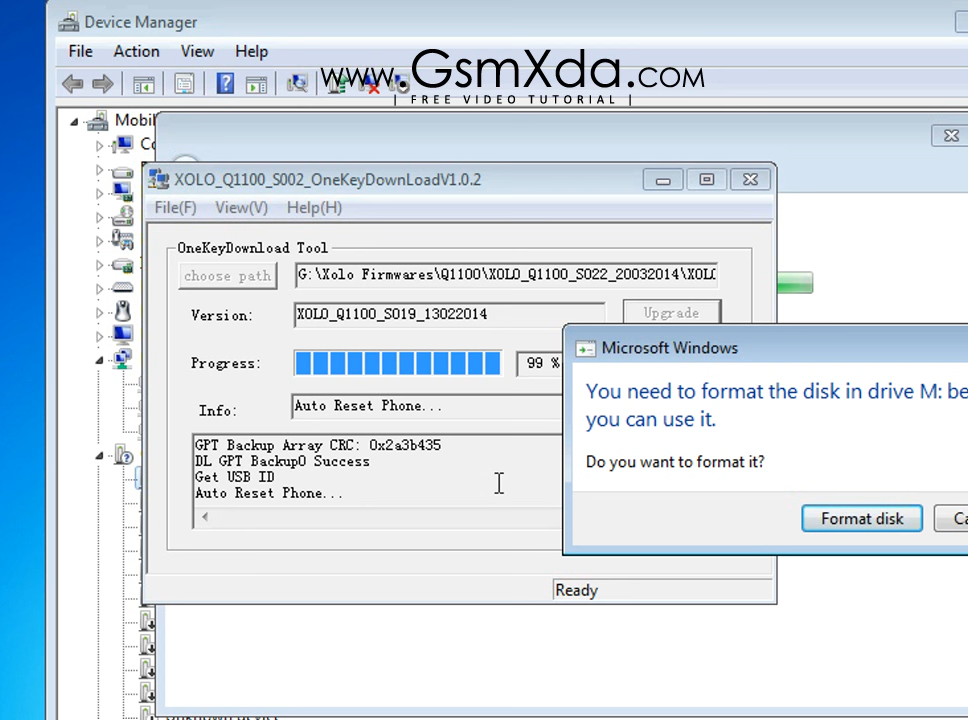 Device Manager
File Action View Help
www.GsmXda.com
| FREE VIDEO TUTORIAL |
XOLO_Q1100_S002_OneKeyDownLoadV1.0.2
File(F) View(V) Help(H)
OneKeyDownload Tool
choose path G:\Xolo Firmwares\Q1100\XOLO_Q1100_S022_20032014\XOLO
Version: XOLO_Q1100_S019_13022014 Upgrade
Progress: 99 %
Info: Auto Reset Phone...
GPT Backup Array CRC: 0x2a3b435
DL GPT Backup0 Success
Get USB ID
Auto Reset Phone...
Ready
Microsoft Windows
You need to format the disk in drive M: be
you can use it.
Do you want to format it?
Format disk Ca